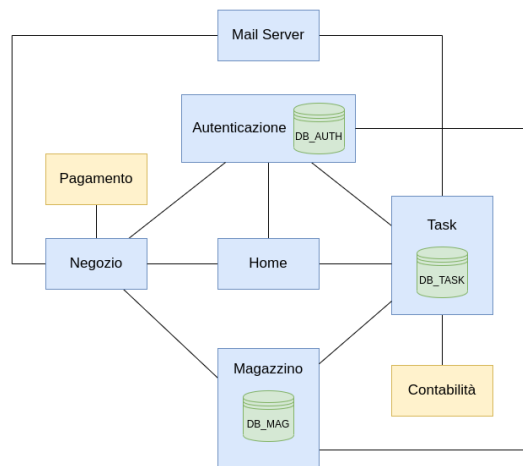 Mail Server
Autenticazione
DB_AUTH
Pagamento
Task
Negozio
Home
DB_TASK
Magazzino
Contabilità
DB_MAG